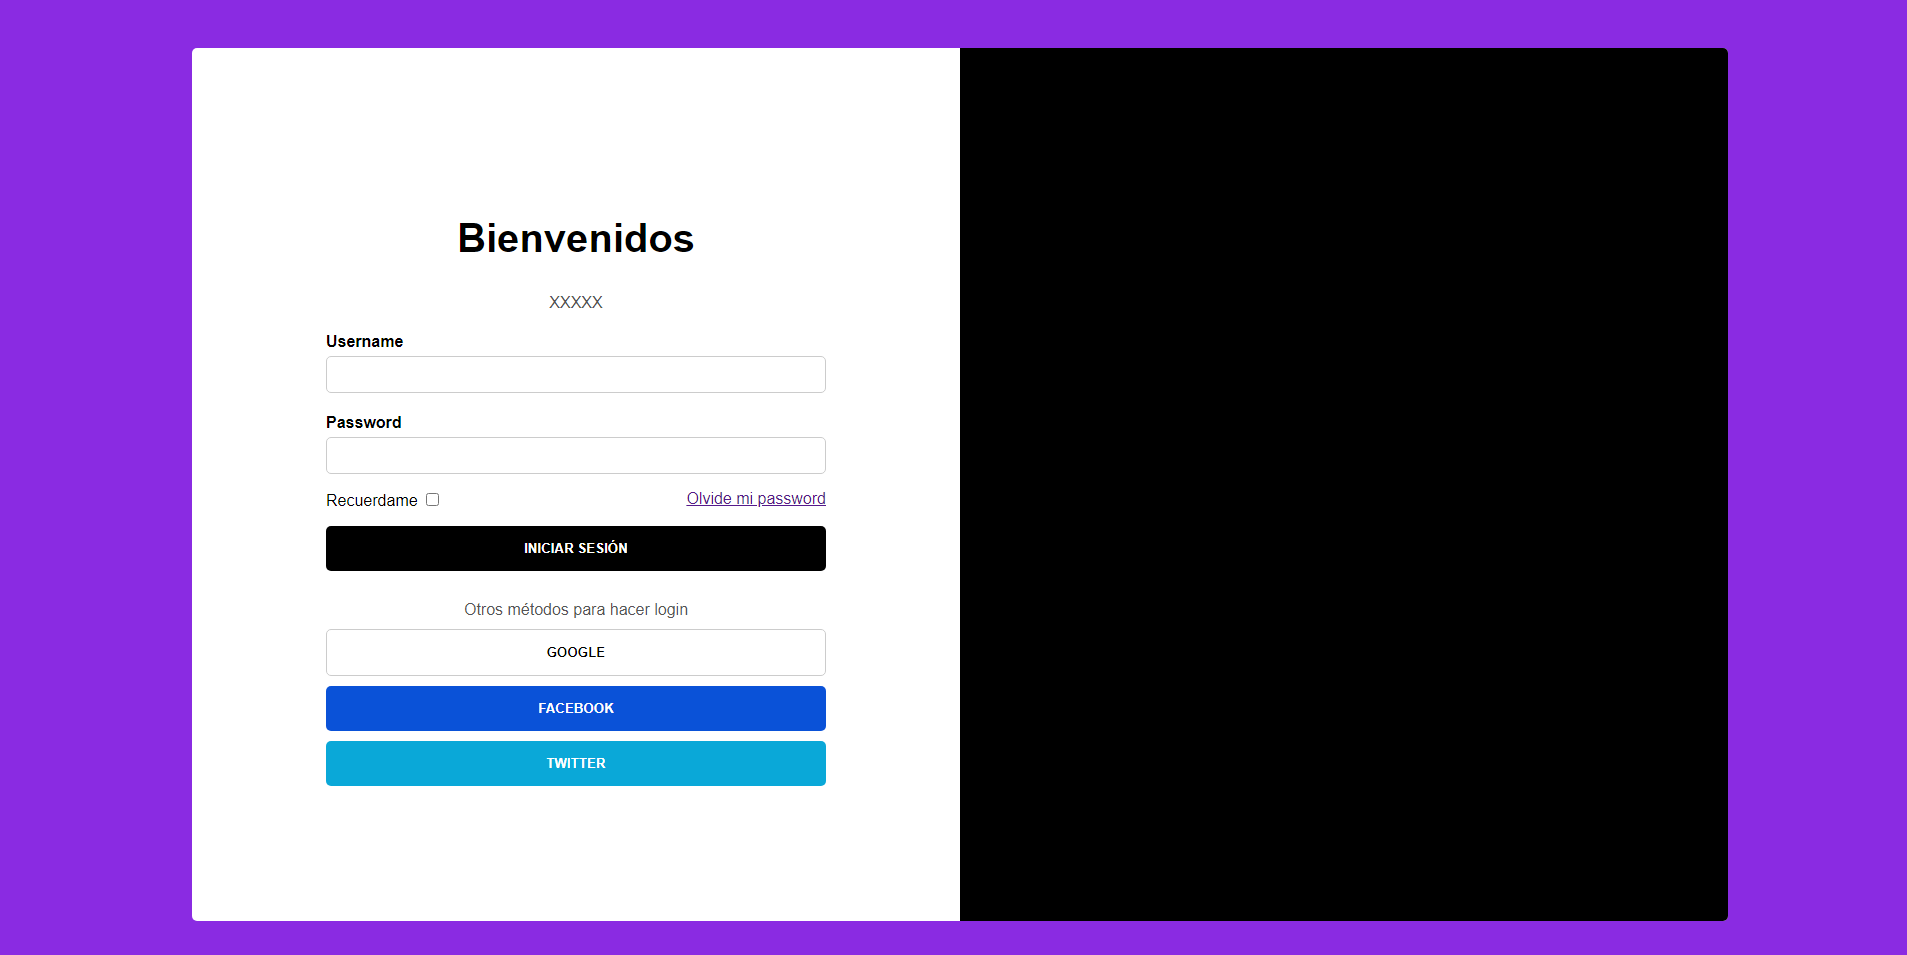 Bienvenidos
XXXXX
Username
Password
Recuerdame Olvide mi password
INICIAR SESIÓN
Otros métodos para hacer login
GOOGLE
FACEBOOK
TWITTER